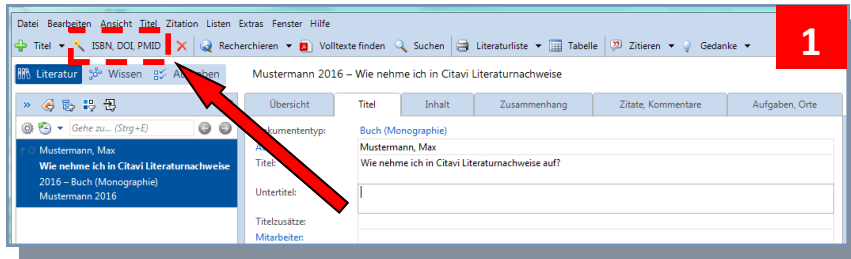 Datei Bearbeiten Ansicht Titel Zitation Listen Extras Fenster Hilfe
Titel ISBN, DOI, PMID Recherchieren Volltexte finden Suchen Literaturliste Tabelle Zitieren Gedanke
1
Literatur Wissen Mustermann 2016 – Wie nehme ich in Citavi Literaturnachweise
» Übersicht Titel Inhalt Zusammenhang Zitate, Kommentare Aufgaben, Orte
Gehe zu... (Strg+E) Dokumententyp: Buch (Monographie)
Mustermann, Max Mustermann, Max
Wie nehme ich in Citavi Literaturnachweise Titel: Wie nehme ich in Citavi Literaturnachweise auf?
2016 – Buch (Monographie)
Mustermann 2016 Untertitel:
Titelzusätze:
Mitarbeiter: